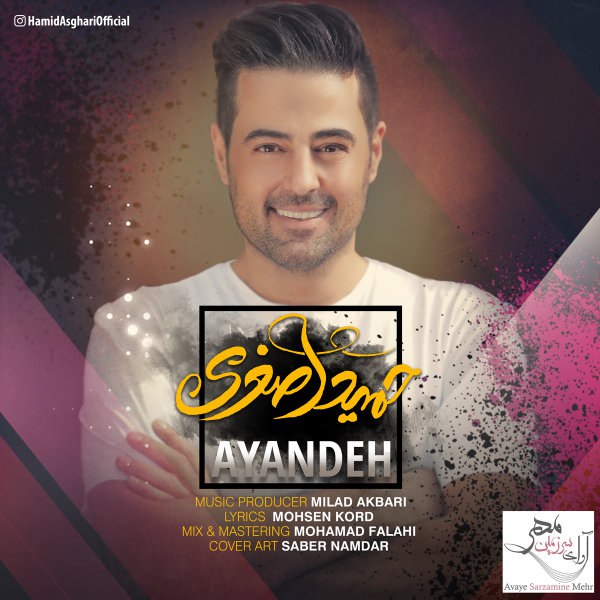 HamidAsghariOfficial
حمید اصغری
AYANDEH
MUSIC PRODUCER MILAD AKBARI
LYRICS MOHSEN KORD
MIX & MASTERING MOHAMAD FALAHI
COVER ART SABER NAMDAR
آوای سرزمین مهر
Avaye Sarzamine Mehr